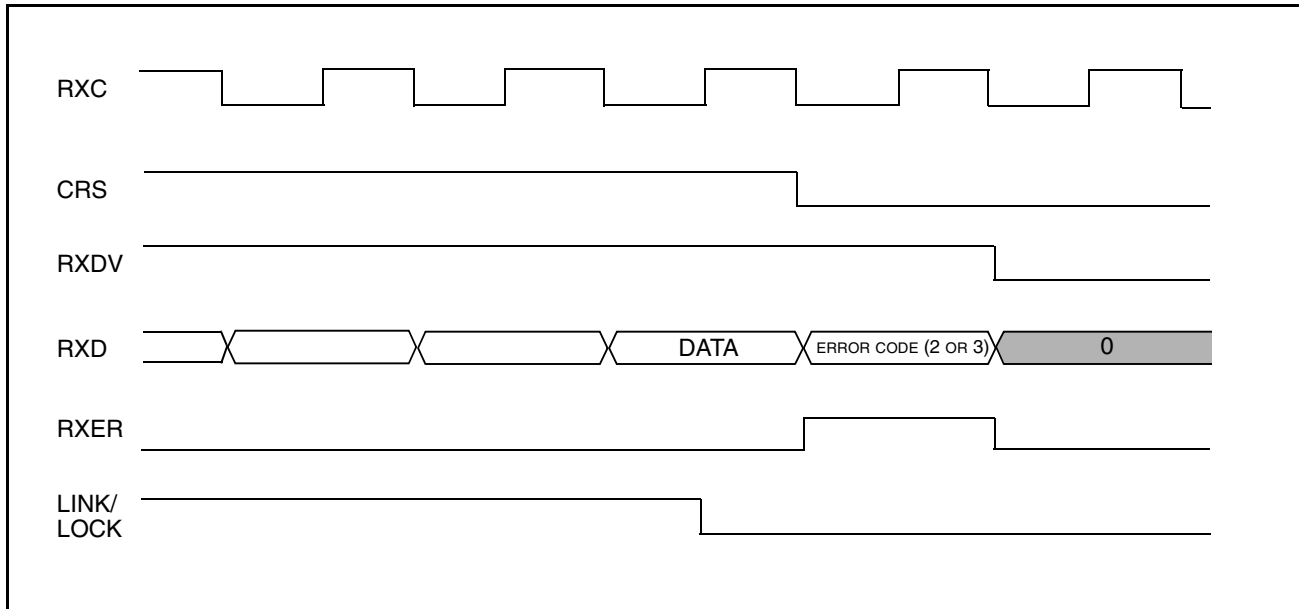 RXC
CRS
RXDV
RXD DATA ERROR CODE (2 OR 3) 0
RXER
LINK/
LOCK